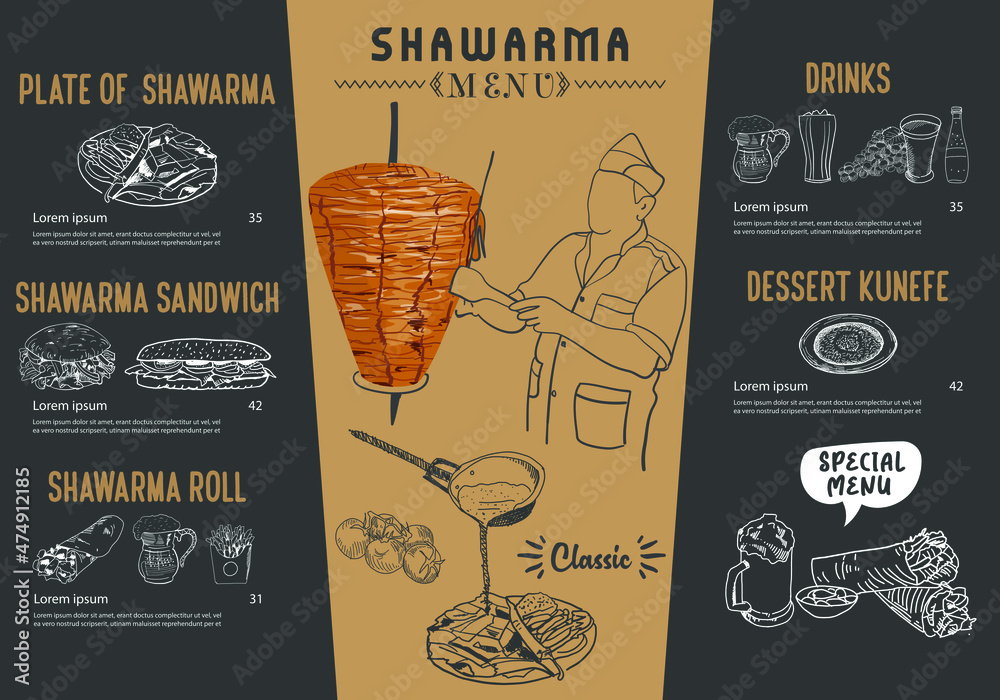 SHAWARMA
MENU
PLATE OF SHAWARMA
Lorem ipsum 35
Lorem ipsum dolor sit amet, duo doctus complectitur ut vel, vel
ea vero nostrud scripserit, utinam maluisset reprehendunt per et
SHAWARMA SANDWICH
Lorem ipsum 42
Lorem ipsum dolor sit amet, duo doctus complectitur ut vel, vel
ea vero nostrud scripserit, utinam maluisset reprehendunt per et
SHAWARMA ROLL
Lorem ipsum 31
Lorem ipsum dolor sit amet, duo doctus complectitur ut vel, vel
ea vero nostrud scripserit, utinam maluisset reprehendunt per et
Classic
DRINKS
Lorem ipsum 35
Lorem ipsum dolor sit amet, duo doctus complectitur ut vel, vel
ea vero nostrud scripserit, utinam maluisset reprehendunt per et
DESSERT KUNEFE
Lorem ipsum 42
Lorem ipsum dolor sit amet, duo doctus complectitur ut vel, vel
ea vero nostrud scripserit, utinam maluisset reprehendunt per et
SPECIAL
MENU
Adobe Stock | #474912185